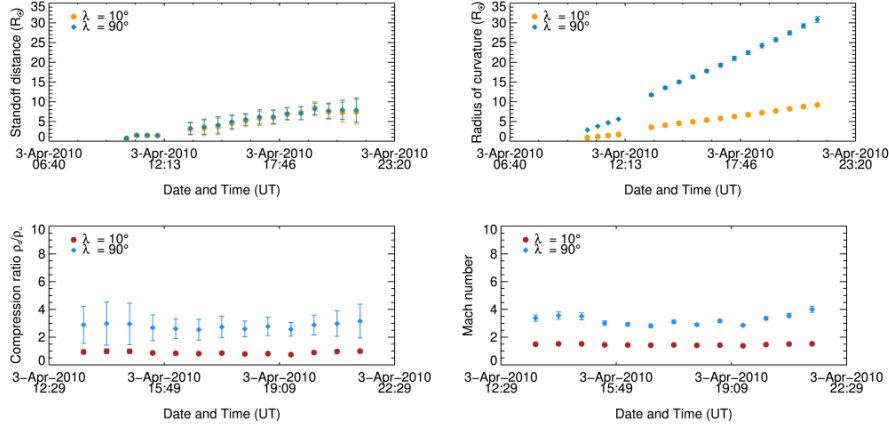 Standoff distance (R☉)
35
30
25
20
15
10
5
0
λ = 10°
λ = 90°
3-Apr-2010 3-Apr-2010 3-Apr-2010 3-Apr-2010
06:40 12:13 17:46 23:20
Date and Time (UT)
Radius of curvature (R☉)
35
30
25
20
15
10
5
0
λ = 10°
λ = 90°
3-Apr-2010 3-Apr-2010 3-Apr-2010 3-Apr-2010
06:40 12:13 17:46 23:20
Date and Time (UT)
Compression ratio
10
8
6
4
2
0
λ = 10°
λ = 90°
3-Apr-2010 3-Apr-2010 3-Apr-2010 3-Apr-2010
12:29 15:49 19:09 22:29
Date and Time (UT)
Mach number
10
8
6
4
2
0
λ = 10°
λ = 90°
3-Apr-2010 3-Apr-2010 3-Apr-2010 3-Apr-2010
12:29 15:49 19:09 22:29
Date and Time (UT)